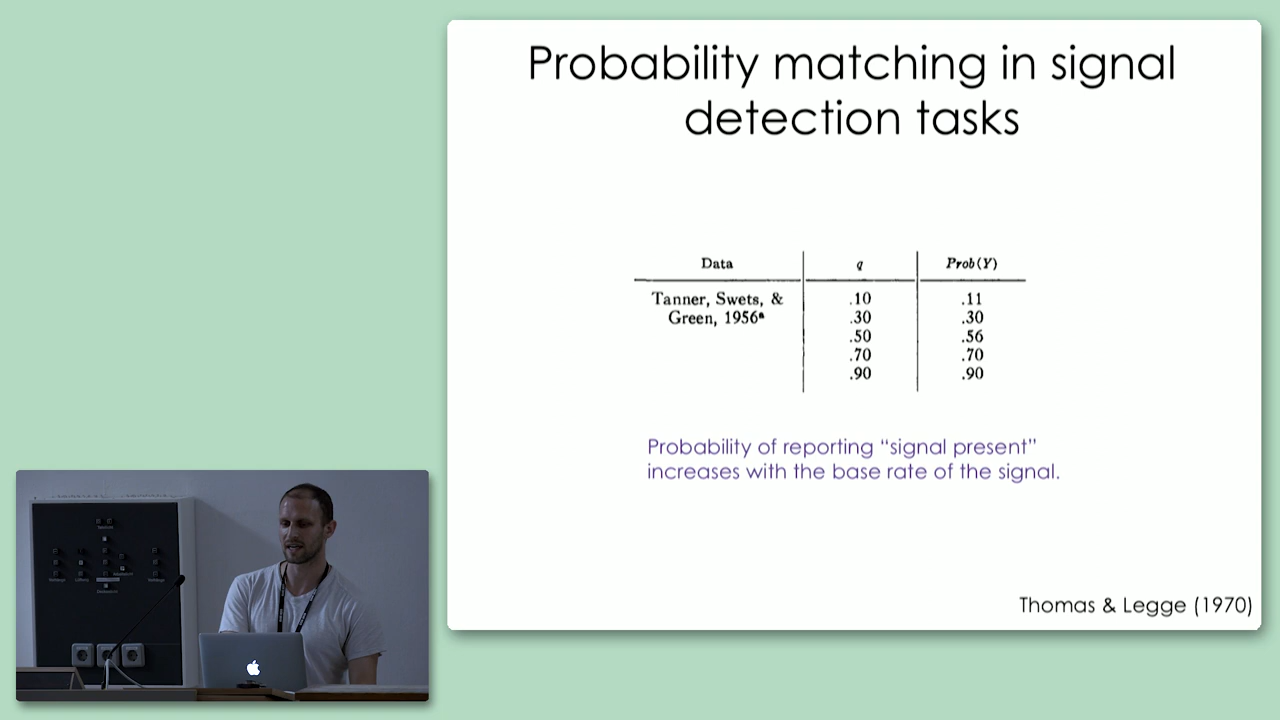 Probability matching in signal
detection tasks
Data q Prob(Y)
Tanner, Swets, & .10 .11
Green, 1956ᵃ .30 .30
.50 .56
.70 .70
.90 .90
Probability of reporting “signal present”
increases with the base rate of the signal.
Thomas & Legge (1970)